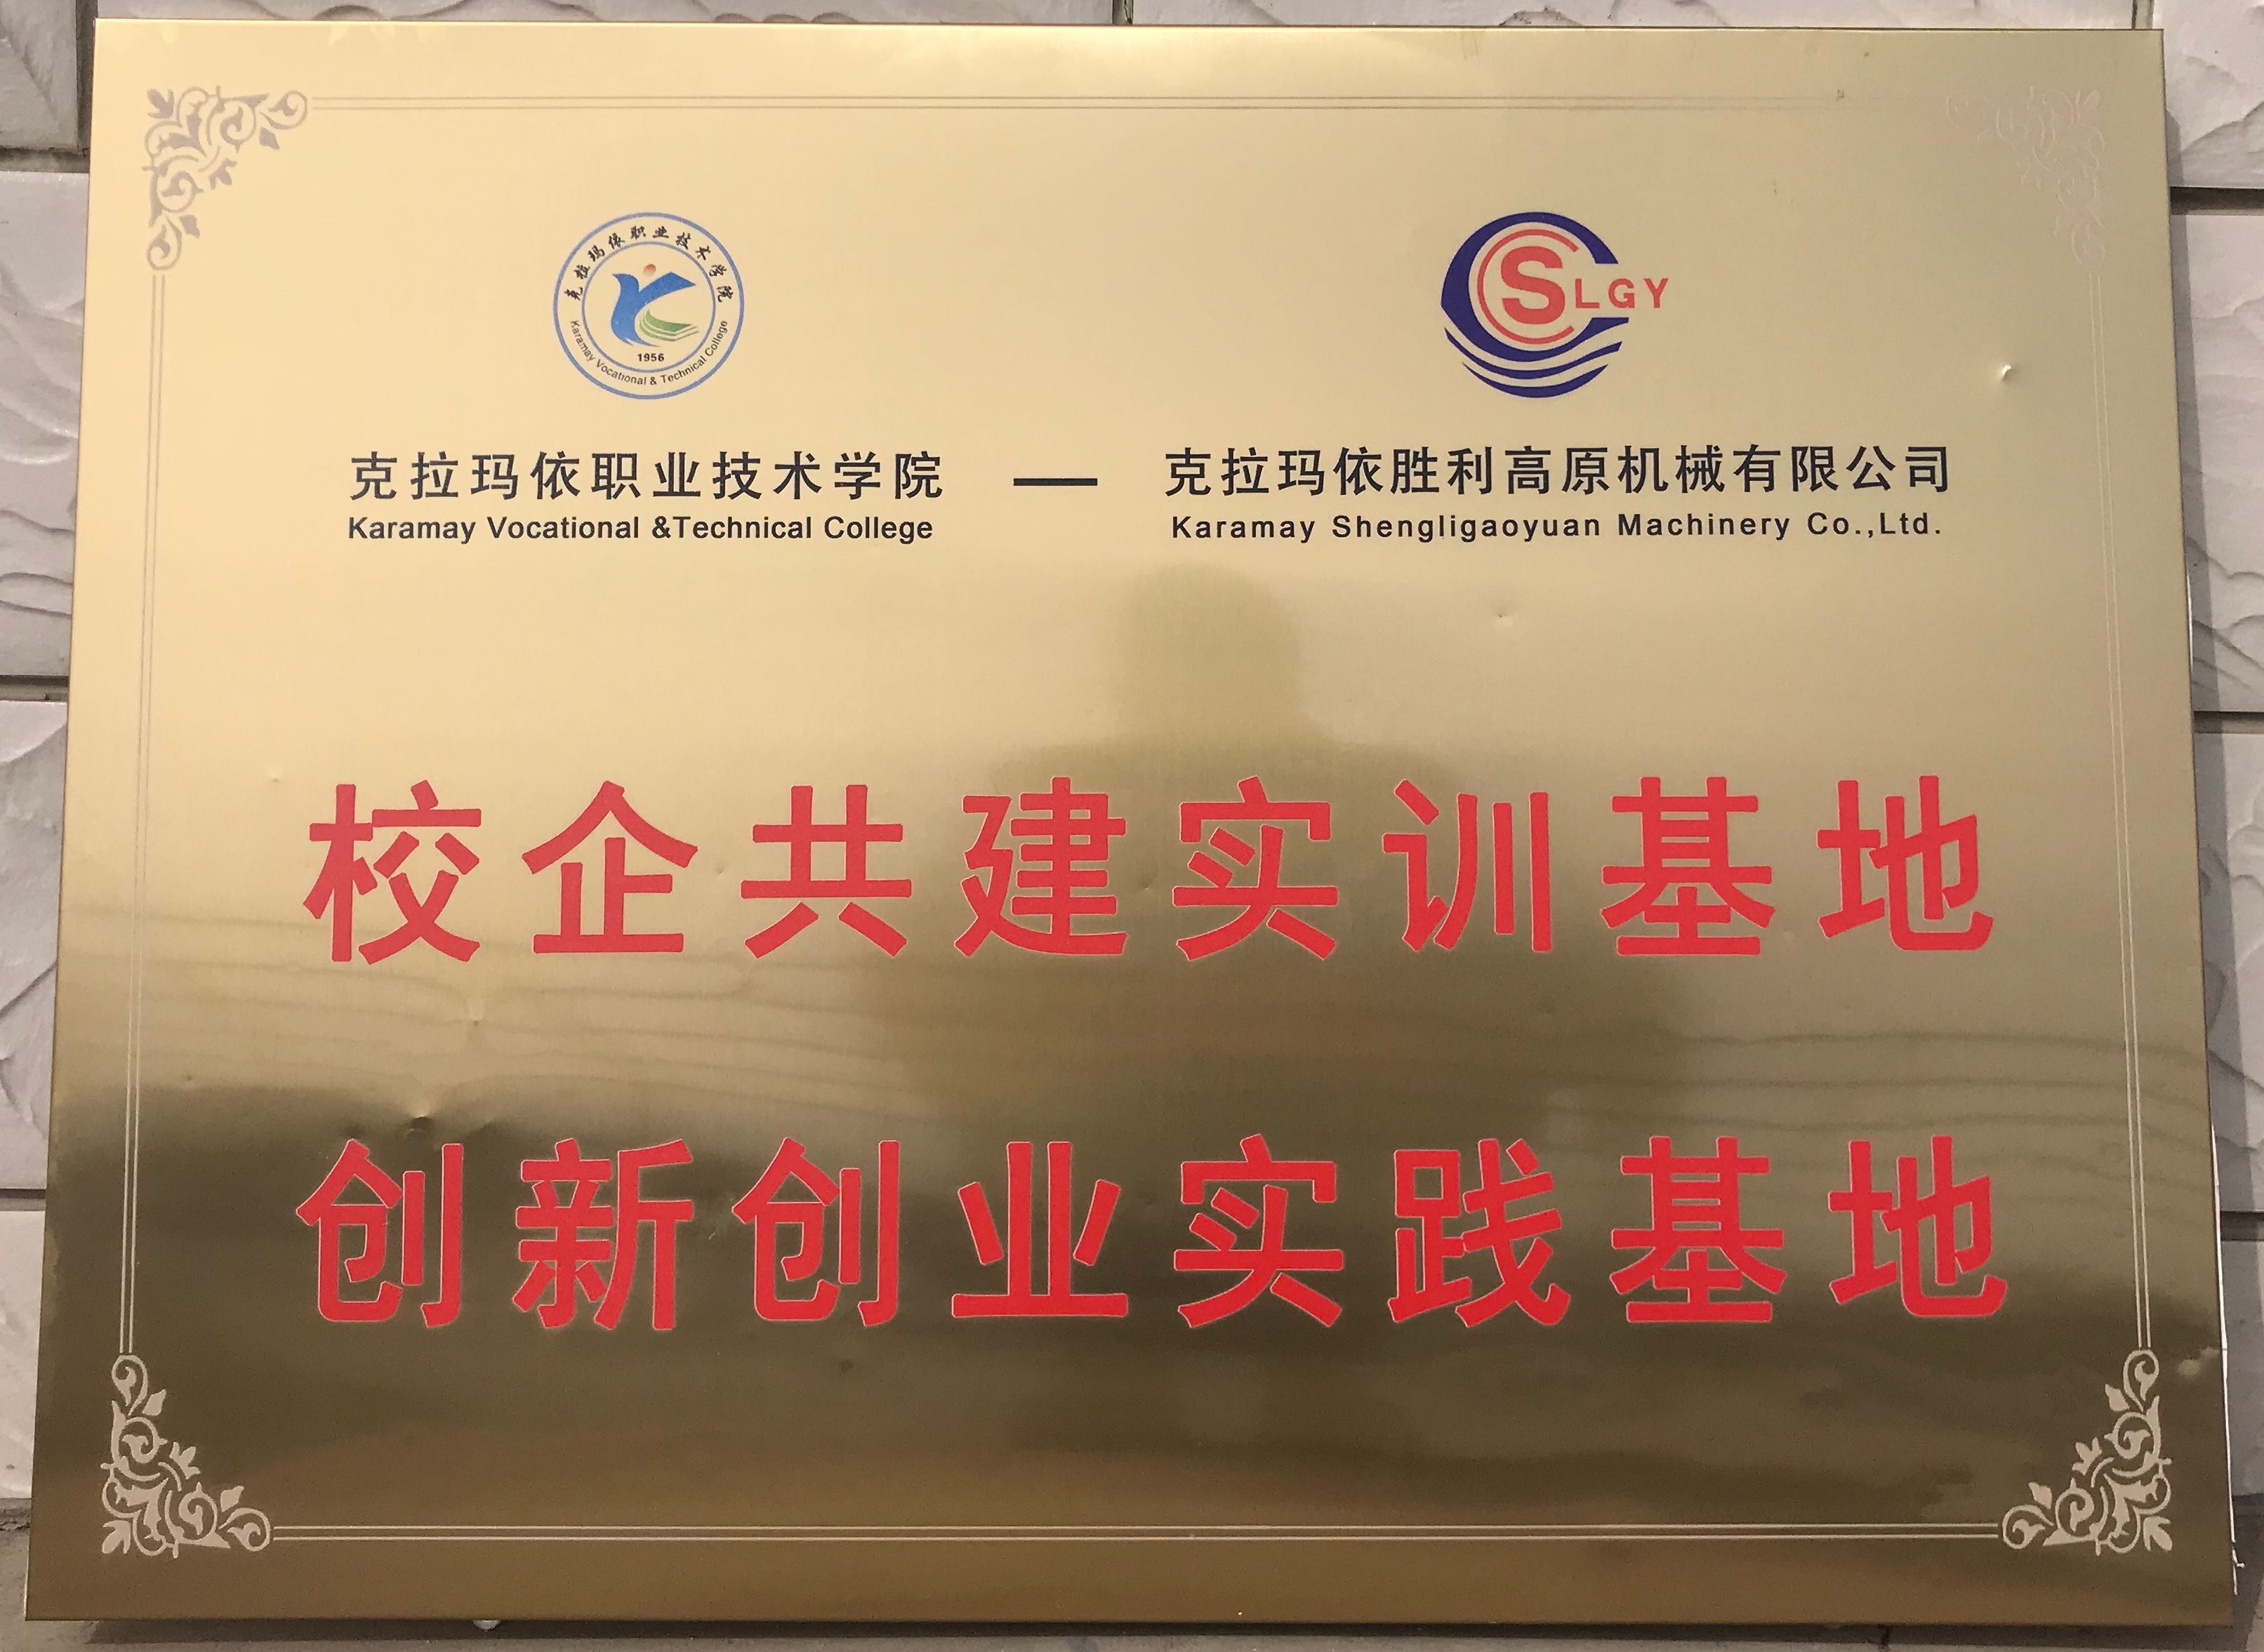 克拉玛依职业技术学院
Karamay Vocational & Technical College
1956
SLGY
克拉玛依职业技术学院 — 克拉玛依胜利高原机械有限公司
Karamay Vocational &Technical College Karamay Shengligaoyuan Machinery Co.,Ltd.
校企共建实训基地
创新创业实践基地